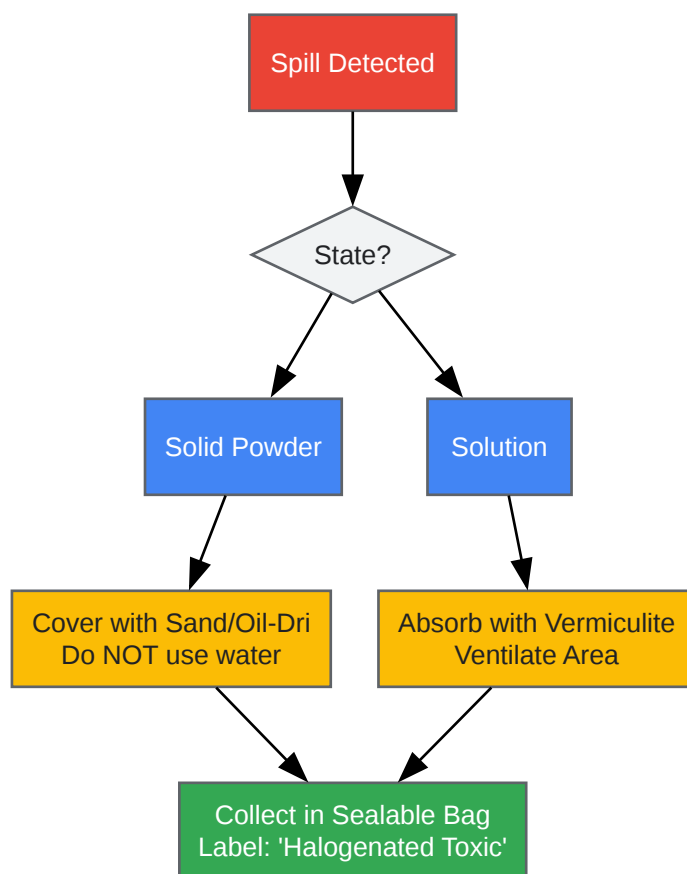 Spill Detected
State?
Solid Powder
Solution
Cover with Sand/Oil-Dri
Do NOT use water
Absorb with Vermiculite
Ventilate Area
Collect in Sealable Bag
Label: 'Halogenated Toxic'